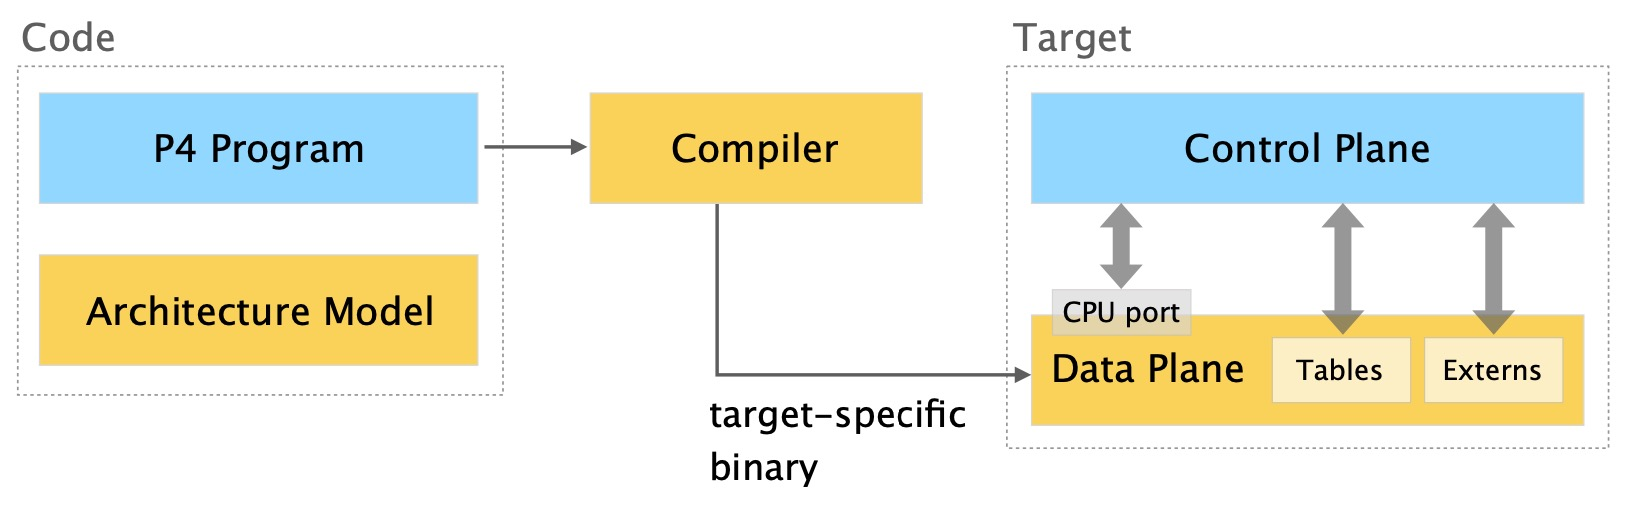 Code
P4 Program
Architecture Model
Compiler
target-specific
binary
Target
Control Plane
CPU port
Data Plane
Tables
Externs